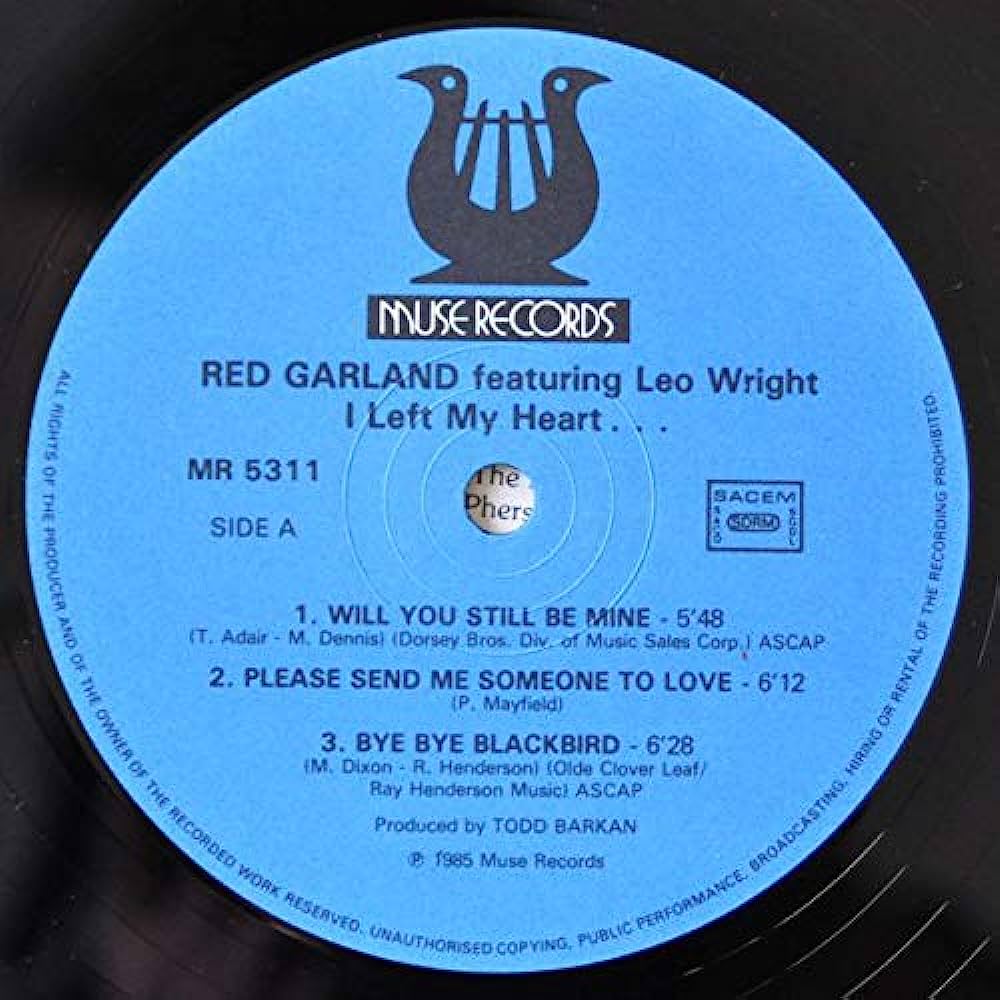 MUSE RECORDS
RED GARLAND featuring Leo Wright
I Left My Heart . . .
MR 5311
SIDE A
The
Phers
SACEM
SACD
SDRM
SCDL
1. WILL YOU STILL BE MINE - 5'48
(T. Adair - M. Dennis) (Dorsey Bros. Div. of Music Sales Corp.) ASCAP
2. PLEASE SEND ME SOMEONE TO LOVE - 6'12
(P. Mayfield)
3. BYE BYE BLACKBIRD - 6'28
(M. Dixon - R. Henderson) (Olde Clover Leaf/
Ray Henderson Music) ASCAP
Produced by TODD BARKAN
℗ 1985 Muse Records
ALL RIGHTS OF THE PRODUCER AND OF THE OWNER OF THE RECORDED WORK RESERVED. UNAUTHORISED COPYING, PUBLIC PERFORMANCE, BROADCASTING, HIRING OR RENTAL OF THE RECORDING PROHIBITED.